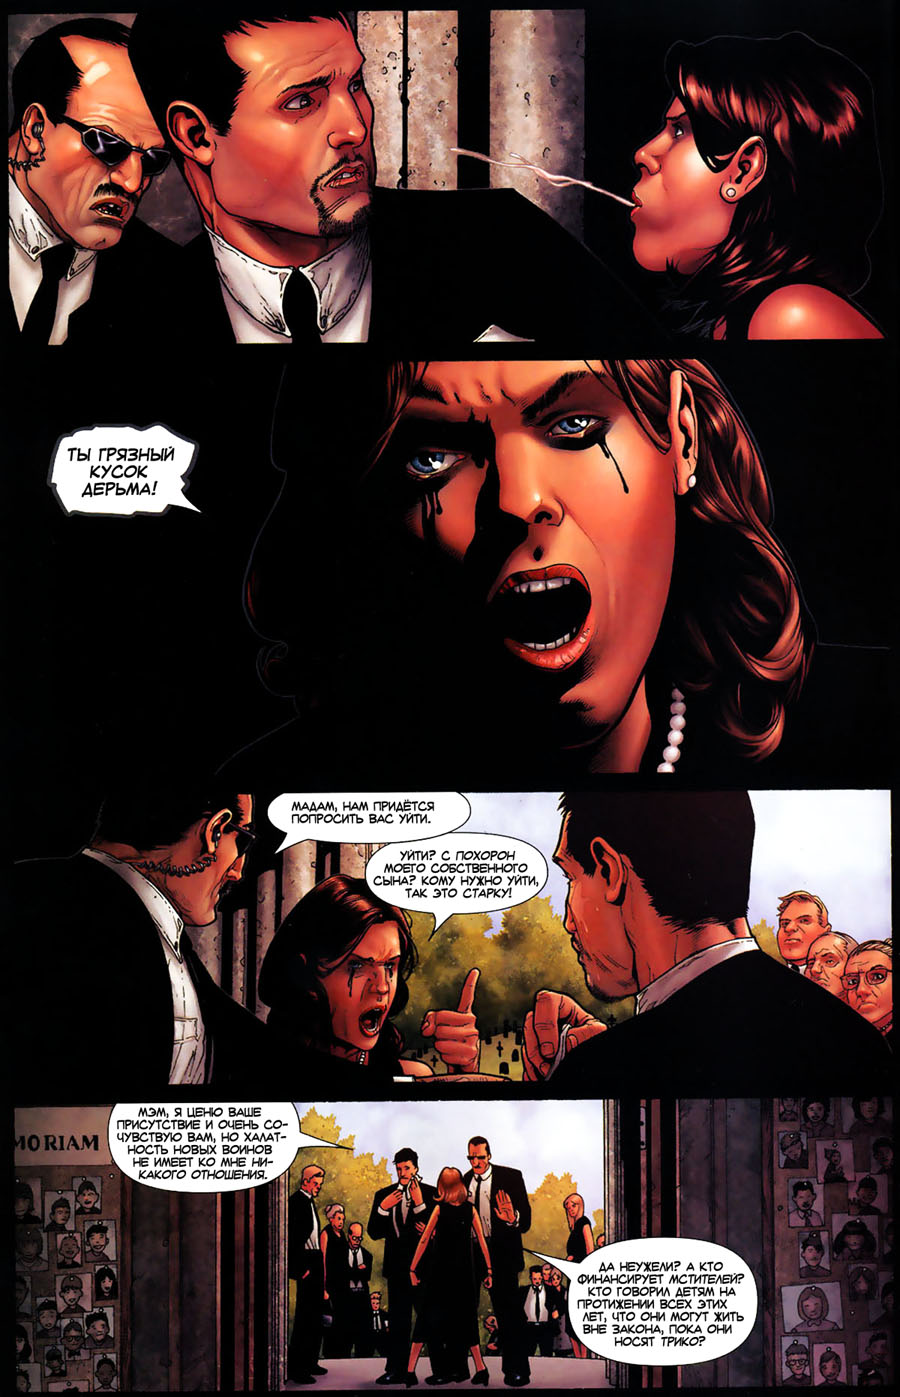 ТЫ ГРЯЗНЫЙ
КУСОК
ДЕРЬМА!
МАДАМ, НАМ ПРИДЁТСЯ
ПОПРОСИТЬ ВАС УЙТИ.
УЙТИ? С ПОХОРОН
МОЕГО СОБСТВЕННОГО
СЫНА? КОМУ НУЖНО УЙТИ,
ТАК ЭТО СТАРКУ!
МЭМ, Я ЦЕНЮ ВАШЕ
ПРИСУТСТВИЕ И ОЧЕНЬ СО-
ЧУВСТВУЮ ВАМ, НО ХАЛАТ-
НОСТЬ НОВЫХ ВОИНОВ
НЕ ИМЕЕТ КО МНЕ НИ-
КАКОГО ОТНОШЕНИЯ.
MORIAM
ДА НЕУЖЕЛИ? А КТО
ФИНАНСИРУЕТ МСТИТЕЛЕЙ?
КТО ГОВОРИЛ ДЕТЯМ НА
ПРОТИЖЕНИИ ВСЕХ ЭТИХ
ЛЕТ, ЧТО ОНИ МОГУТ ЖИТЬ
ВНЕ ЗАКОНА, ПОКА ОНИ
НОСЯТ ТРИКО?